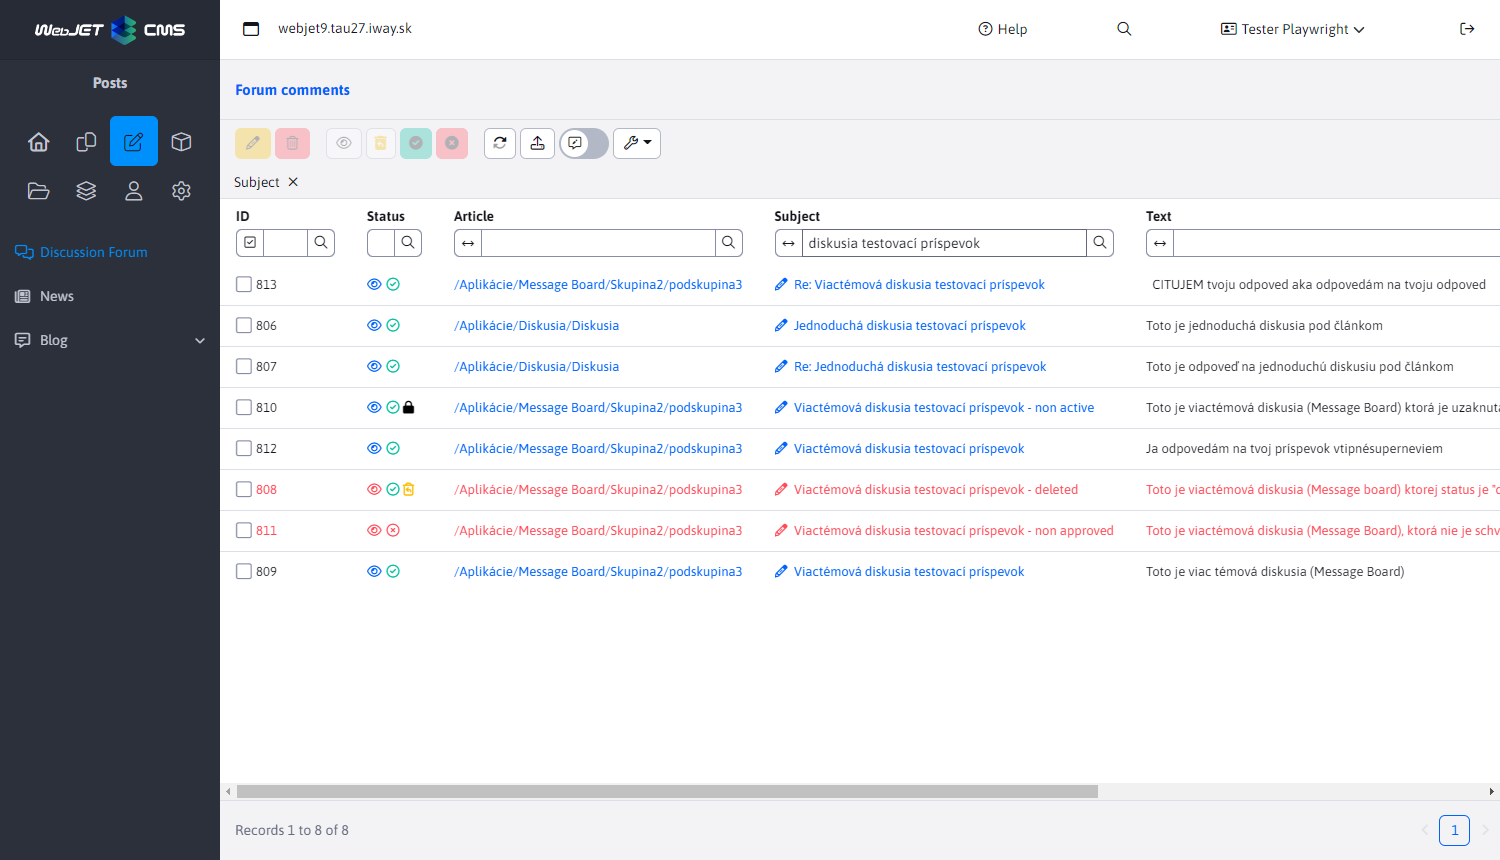 WebJET CMS
webjet9.tau27.iway.sk
Help
Tester Playwright
Posts
Discussion Forum
News
Blog
Forum comments
Subject
ID Status Article Subject Text
diskusia testovací príspevok
813 /Aplikácie/Message Board/Skupina2/podskupina3 Re: Viactémová diskusia testovací príspevok CITUJEM tvoju odpoved aka odpovedám na tvoju odpoved
806 /Aplikácie/Diskusia/Diskusia Jednoduchá diskusia testovací príspevok Toto je jednoduchá diskusia pod článkom
807 /Aplikácie/Diskusia/Diskusia Re: Jednoduchá diskusia testovací príspevok Toto je odpoveď na jednoduchú diskusiu pod článkom
810 /Aplikácie/Message Board/Skupina2/podskupina3 Viactémová diskusia testovací príspevok - non active Toto je viactémová diskusia (Message Board) ktorá je uzaknuta
812 /Aplikácie/Message Board/Skupina2/podskupina3 Viactémová diskusia testovací príspevok Ja odpovedám na tvoj príspevok vtipnésuperneviem
808 /Aplikácie/Message Board/Skupina2/podskupina3 Viactémová diskusia testovací príspevok - deleted Toto je viactémová diskusia (Message board) ktorej status je "
811 /Aplikácie/Message Board/Skupina2/podskupina3 Viactémová diskusia testovací príspevok - non approved Toto je viactémová diskusia (Message Board), ktorá nie je schv
809 /Aplikácie/Message Board/Skupina2/podskupina3 Viactémová diskusia testovací príspevok Toto je viac témová diskusia (Message Board)
Records 1 to 8 of 8
1